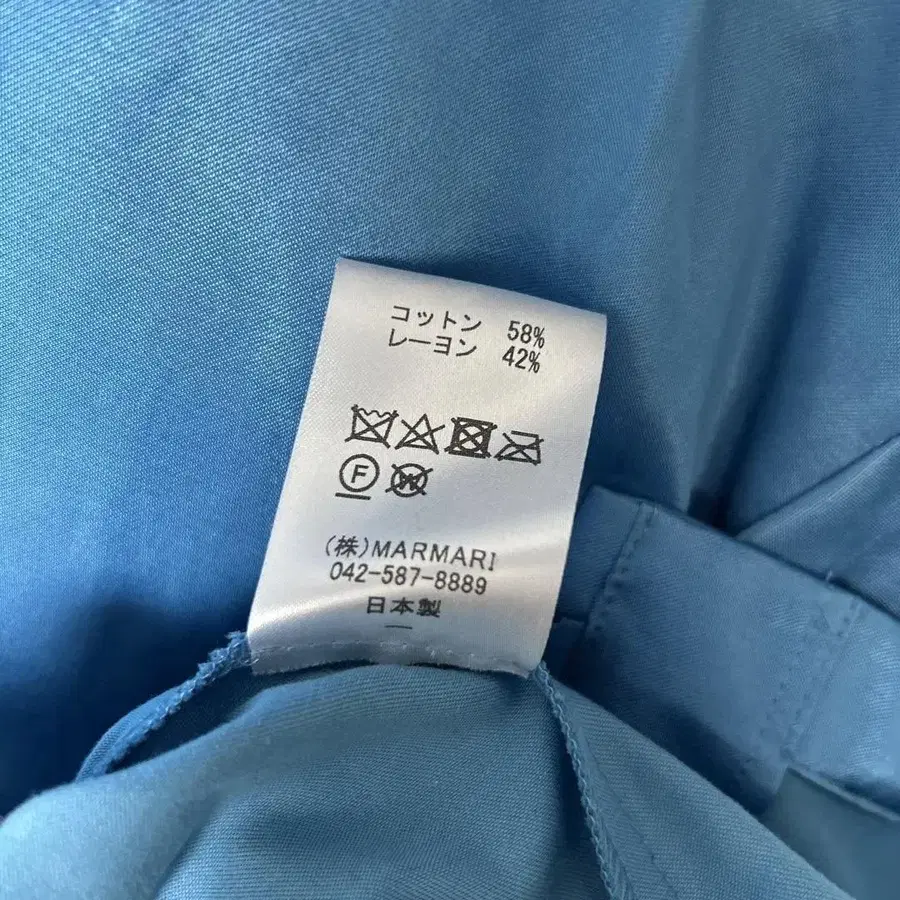 コットン 58%
レーヨン 42%
F W
(株)MARMARI
042-587-8889
日本製